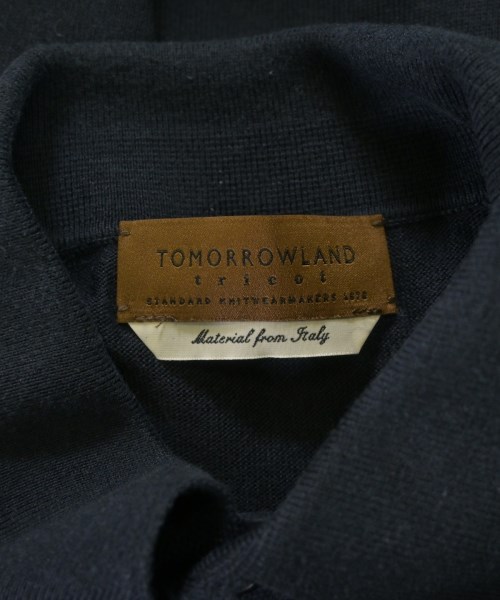 TOMORROWLAND
tricot
STANDARD KNITWEARMAKERS 1978
Material from Italy